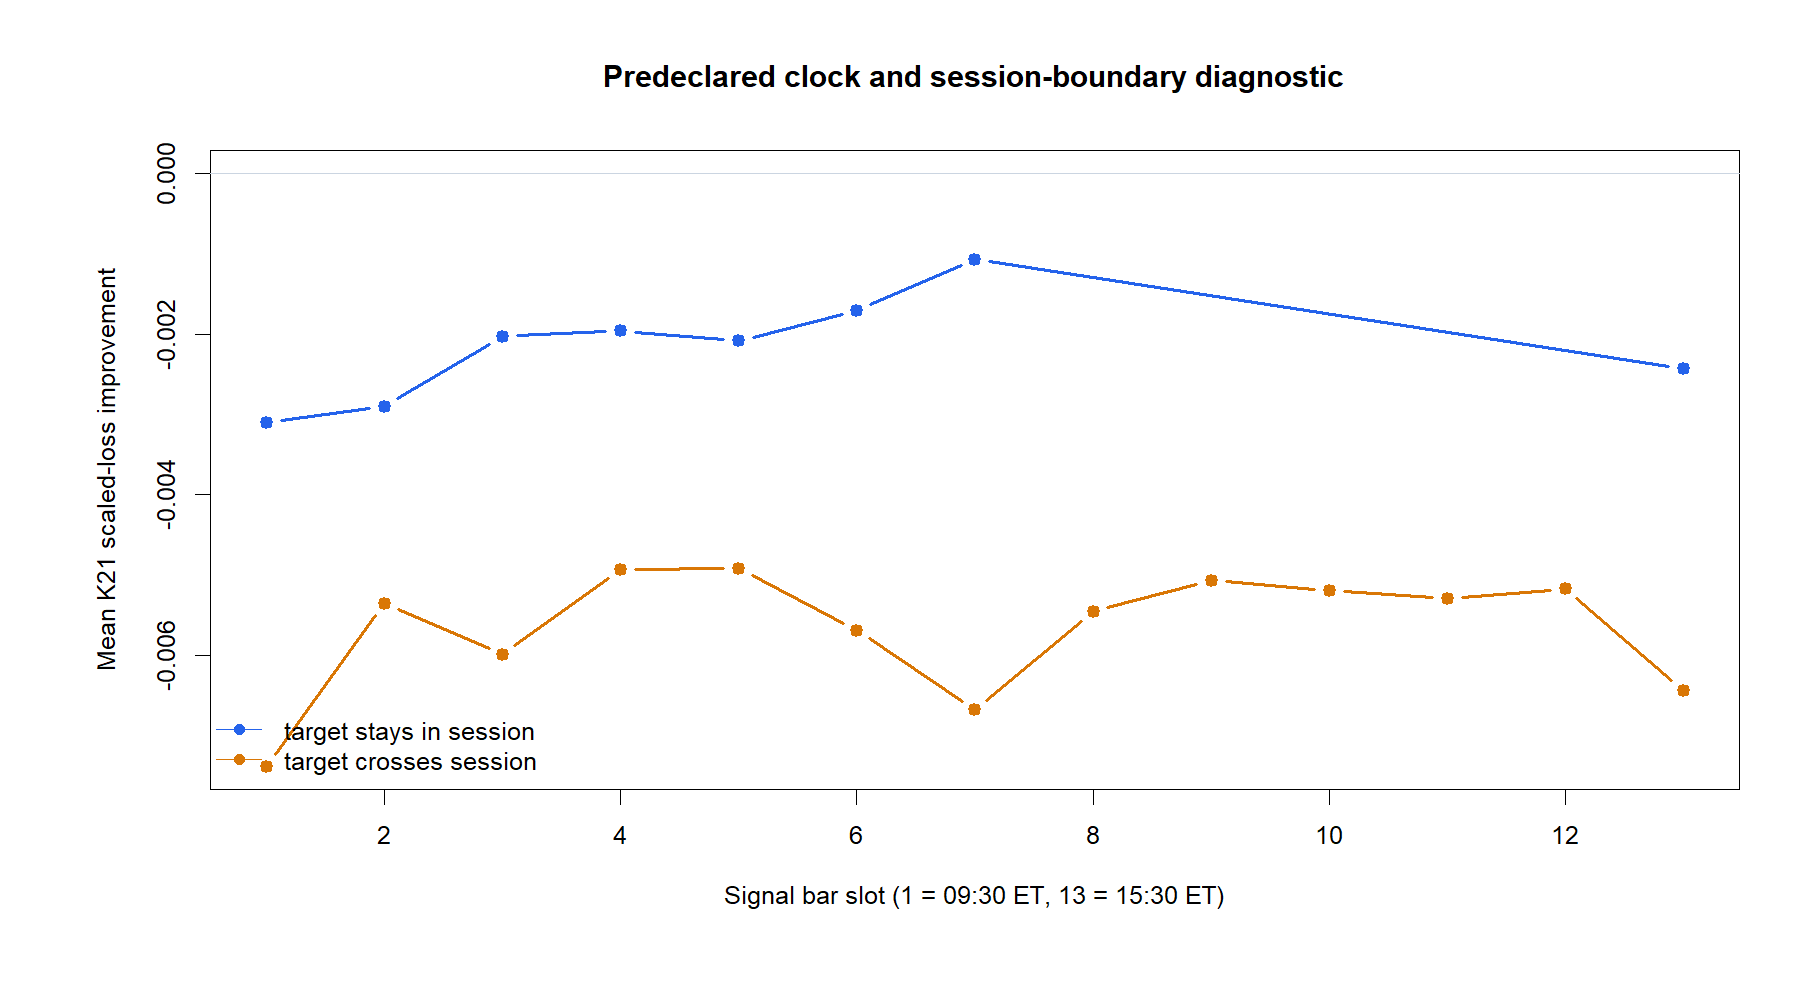 Predeclared clock and session-boundary diagnostic
Mean K21 scaled-loss improvement
0.000
-0.002
-0.004
-0.006
target stays in session
target crosses session
2 4 6 8 10 12
Signal bar slot (1 = 09:30 ET, 13 = 15:30 ET)